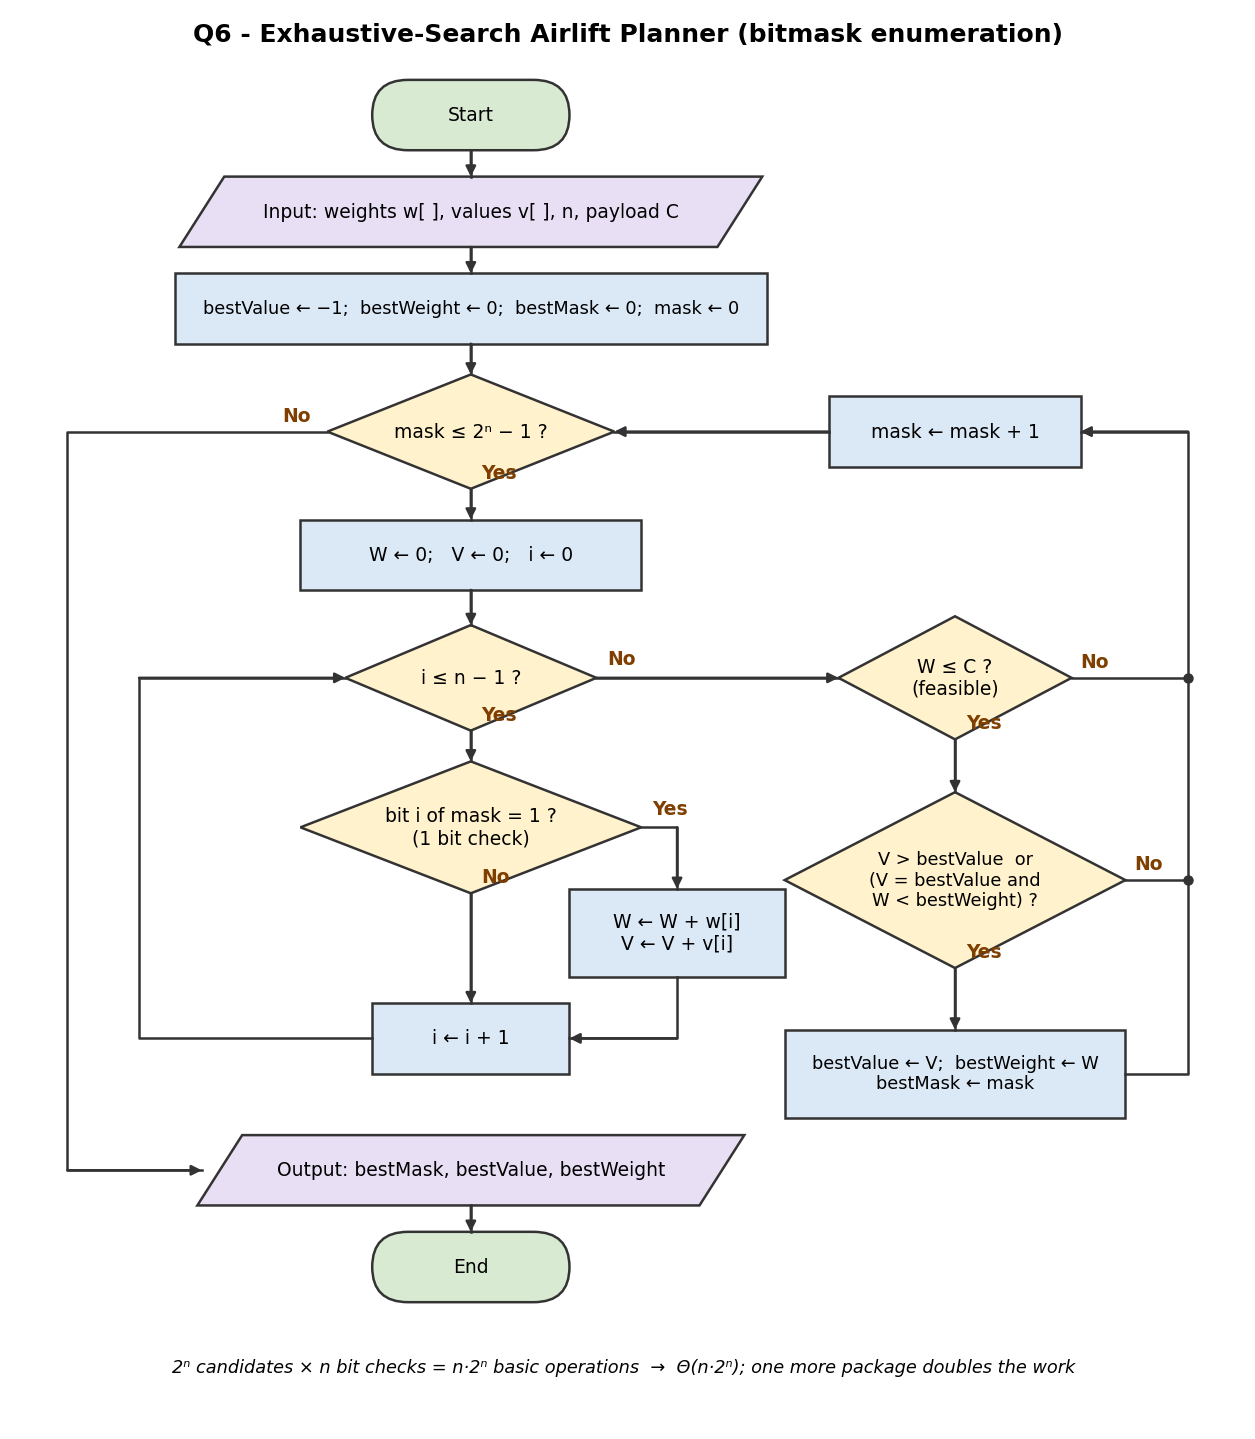 Q6 - Exhaustive-Search Airlift Planner (bitmask enumeration)
Start
Input: weights w[ ], values v[ ], n, payload C
bestValue ← −1;  bestWeight ← 0;  bestMask ← 0;  mask ← 0
mask ≤ 2ⁿ − 1 ?
No
Yes
mask ← mask + 1
W ← 0;   V ← 0;   i ← 0
i ≤ n − 1 ?
No
Yes
W ≤ C ?
(feasible)
No
Yes
bit i of mask = 1 ?
(1 bit check)
Yes
No
W ← W + w[i]
V ← V + v[i]
V > bestValue  or
(V = bestValue and
W < bestWeight) ?
No
Yes
i ← i + 1
bestValue ← V;  bestWeight ← W
bestMask ← mask
Output: bestMask, bestValue, bestWeight
End
2ⁿ candidates × n bit checks = n·2ⁿ basic operations  →  Θ(n·2ⁿ); one more package doubles the work